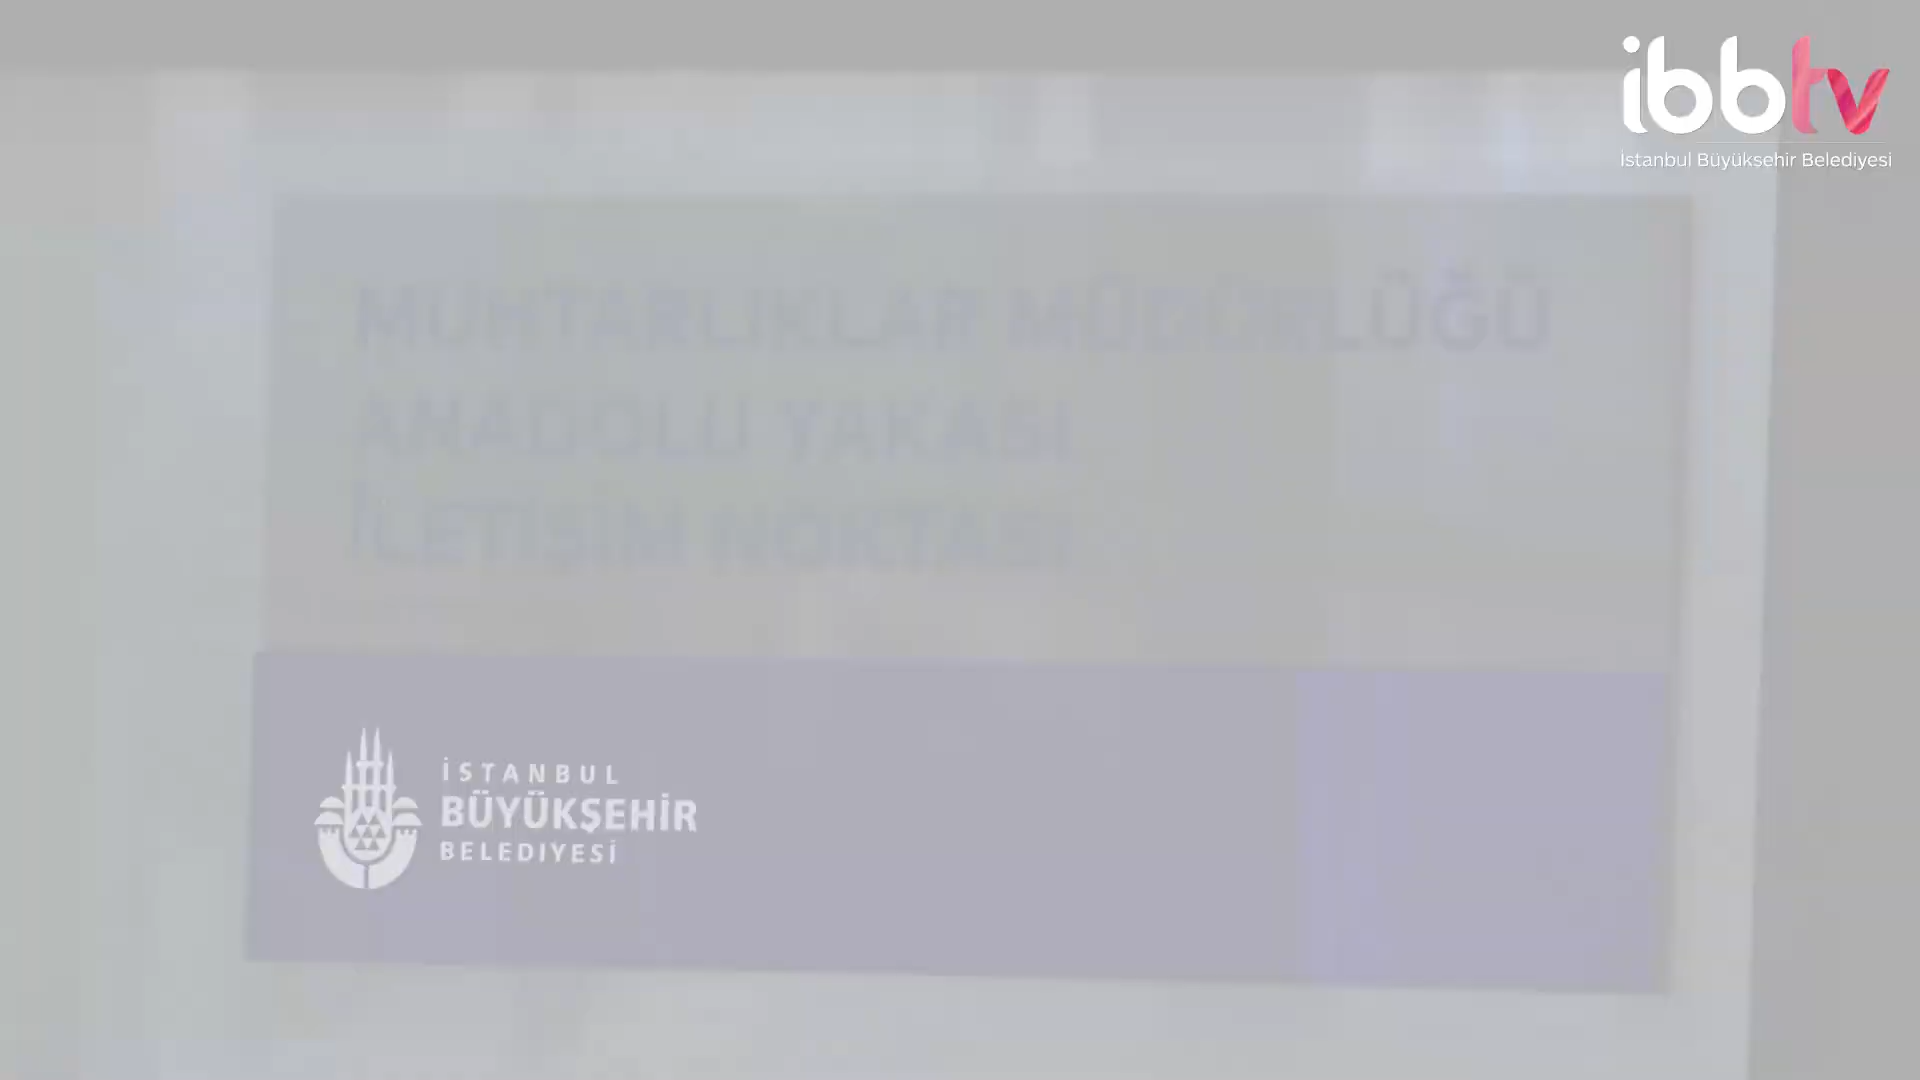 ibbtv
İstanbul Büyükşehir Belediyesi
MUHTARLIKLAR MÜDÜRLÜĞÜ
ANADOLU YAKASI
İLETİŞİM NOKTASI
İSTANBUL
BÜYÜKŞEHİR
BELEDİYESİ